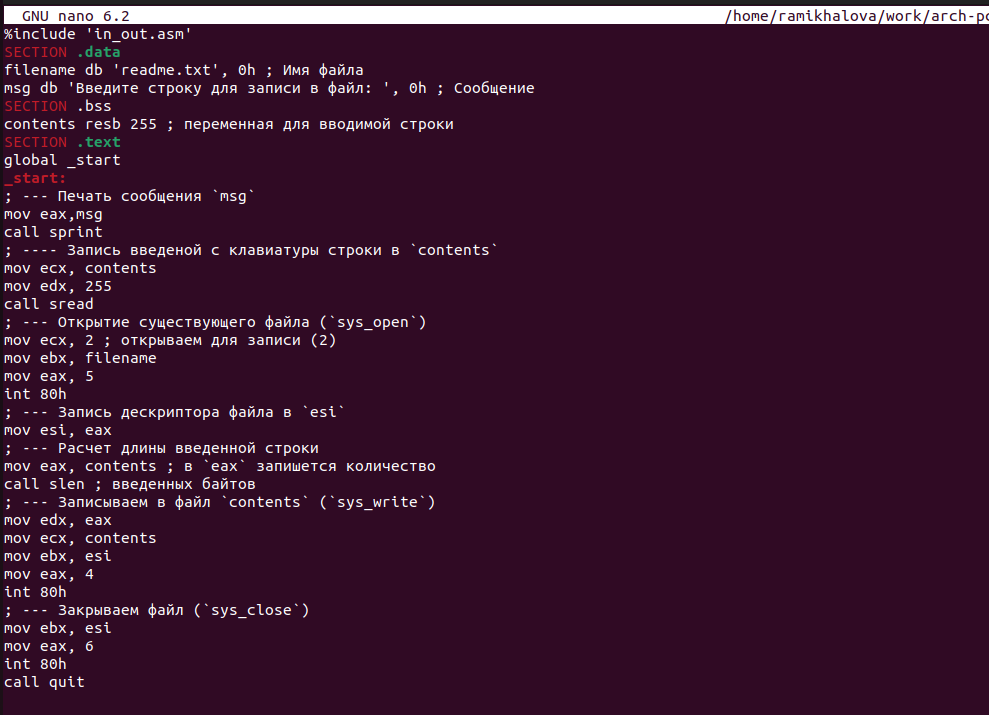 GNU nano 6.2 /home/ramikhalova/work/arch-pc
%include 'in_out.asm'
SECTION .data
filename db 'readme.txt', 0h ; Имя файла
msg db 'Введите строку для записи в файл: ', 0h ; Сообщение
SECTION .bss
contents resb 255 ; переменная для вводимой строки
SECTION .text
global _start
_start:
; --- Печать сообщения `msg`
mov eax,msg
call sprint
; ---- Запись введеной с клавиатуры строки в `contents`
mov ecx, contents
mov edx, 255
call sread
; --- Открытие существующего файла (`sys_open`)
mov ecx, 2 ; открываем для записи (2)
mov ebx, filename
mov eax, 5
int 80h
; --- Запись дескриптора файла в `esi`
mov esi, eax
; --- Расчет длины введенной строки
mov eax, contents ; в `eax` запишется количество
call slen ; введенных байтов
; --- Записываем в файл `contents` (`sys_write`)
mov edx, eax
mov ecx, contents
mov ebx, esi
mov eax, 4
int 80h
; --- Закрываем файл (`sys_close`)
mov ebx, esi
mov eax, 6
int 80h
call quit